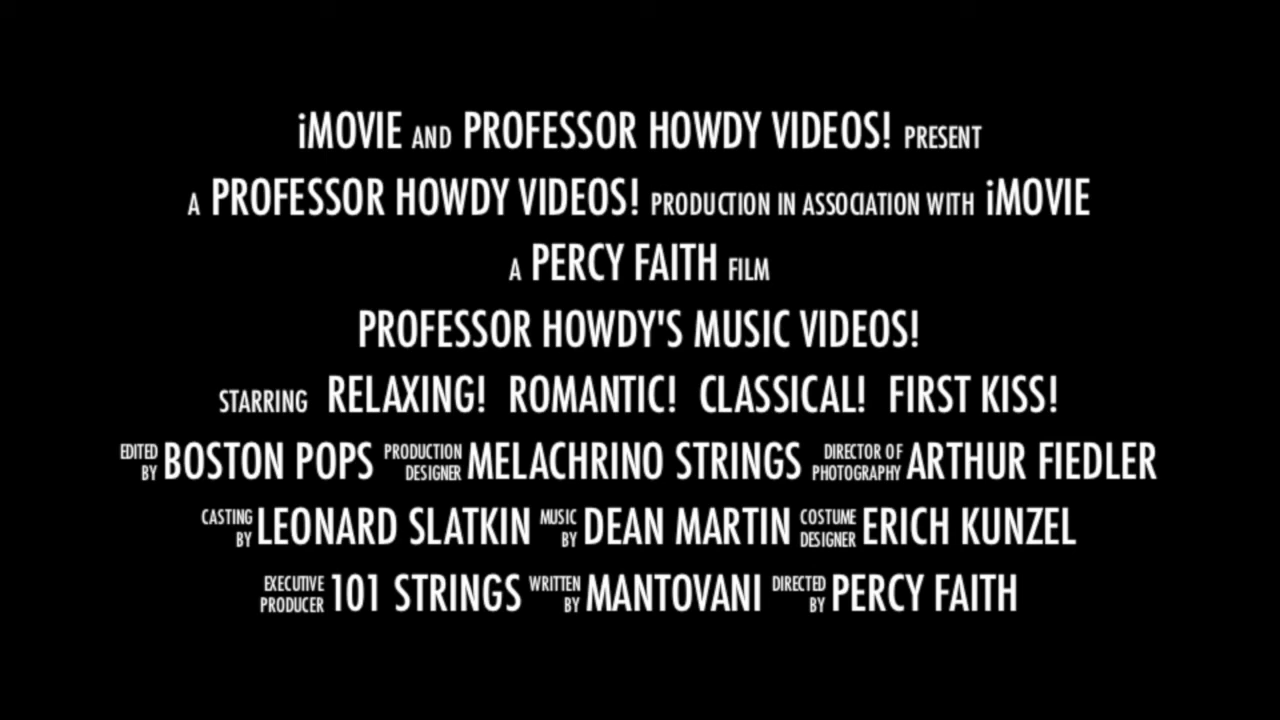 iMOVIE AND PROFESSOR HOWDY VIDEOS! PRESENT
A PROFESSOR HOWDY VIDEOS! PRODUCTION IN ASSOCIATION WITH iMOVIE
A PERCY FAITH FILM
PROFESSOR HOWDY'S MUSIC VIDEOS!
STARRING RELAXING! ROMANTIC! CLASSICAL! FIRST KISS!
EDITED BY BOSTON POPS PRODUCTION DESIGNER MELACHRINO STRINGS DIRECTOR OF PHOTOGRAPHY ARTHUR FIEDLER
CASTING BY LEONARD SLATKIN MUSIC BY DEAN MARTIN COSTUME DESIGNER ERICH KUNZEL
EXECUTIVE PRODUCER 101 STRINGS WRITTEN BY MANTOVANI DIRECTED BY PERCY FAITH